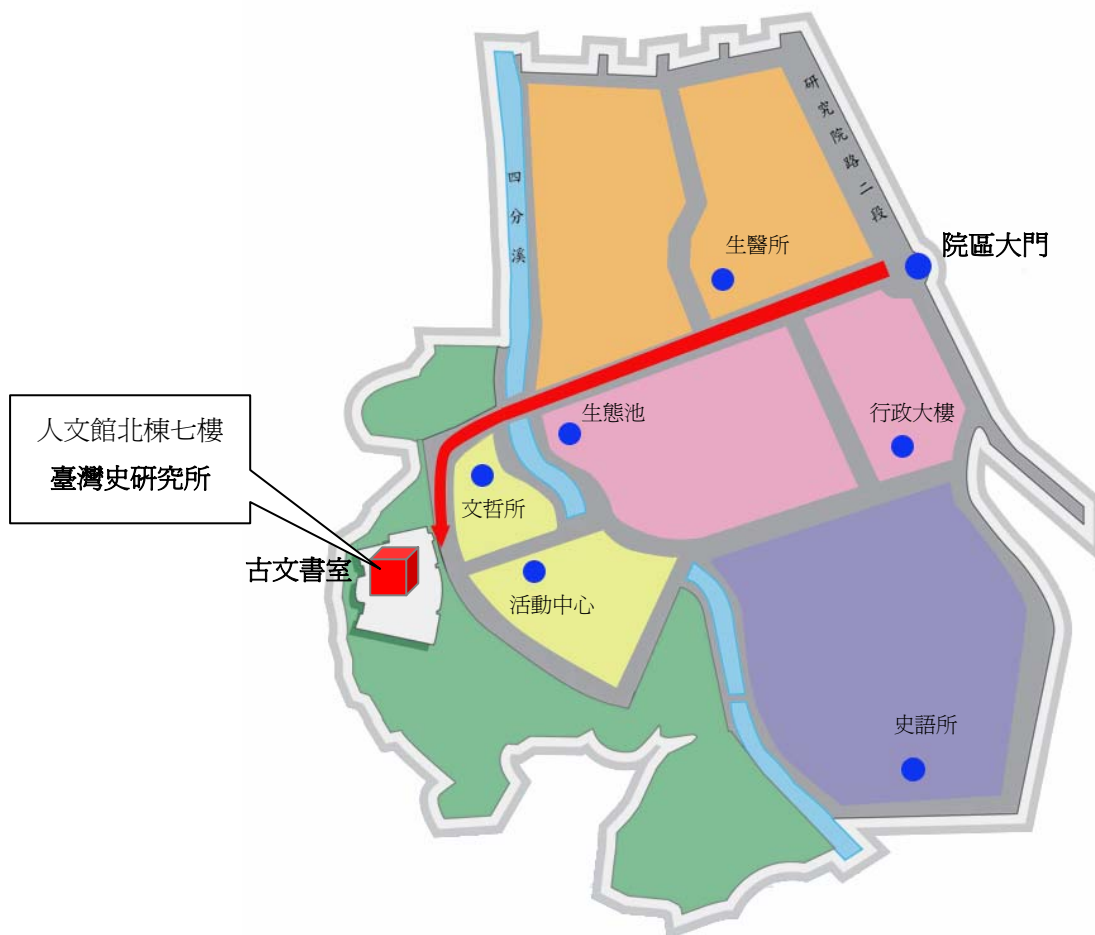 研究院路二段
四分溪
院區大門
生醫所
生態池
行政大樓
人文館北棟七樓
臺灣史研究所
文哲所
古文書室
活動中心
史語所